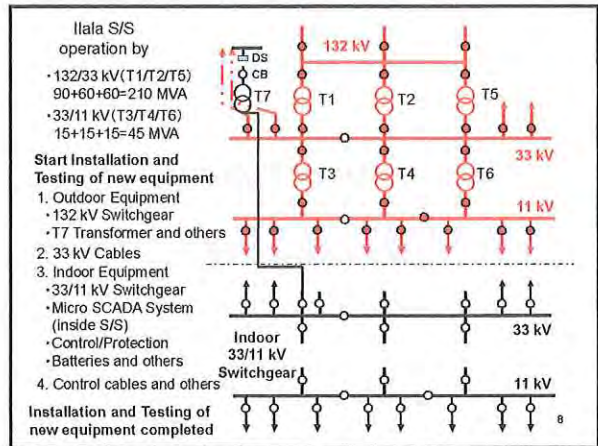 Ilala S/S
operation by
・132/33 kV(T1/T2/T5)
90+60+60=210 MVA
・33/11 kV(T3/T4/T6)
15+15+15=45 MVA
Start Installation and
Testing of new equipment
1. Outdoor Equipment
・132 kV Switchgear
・T7 Transformer and others
2. 33 kV Cables
3. Indoor Equipment
・33/11 kV Switchgear
・Micro SCADA System
(inside S/S)
・Control/Protection
・Batteries and others
4. Control cables and others
Installation and Testing of
new equipment completed
DS
CB
T7
132 kV
T1
T2
T5
33 kV
T3
T4
T6
11 kV
Indoor
33/11 kV
Switchgear
33 kV
11 kV
8